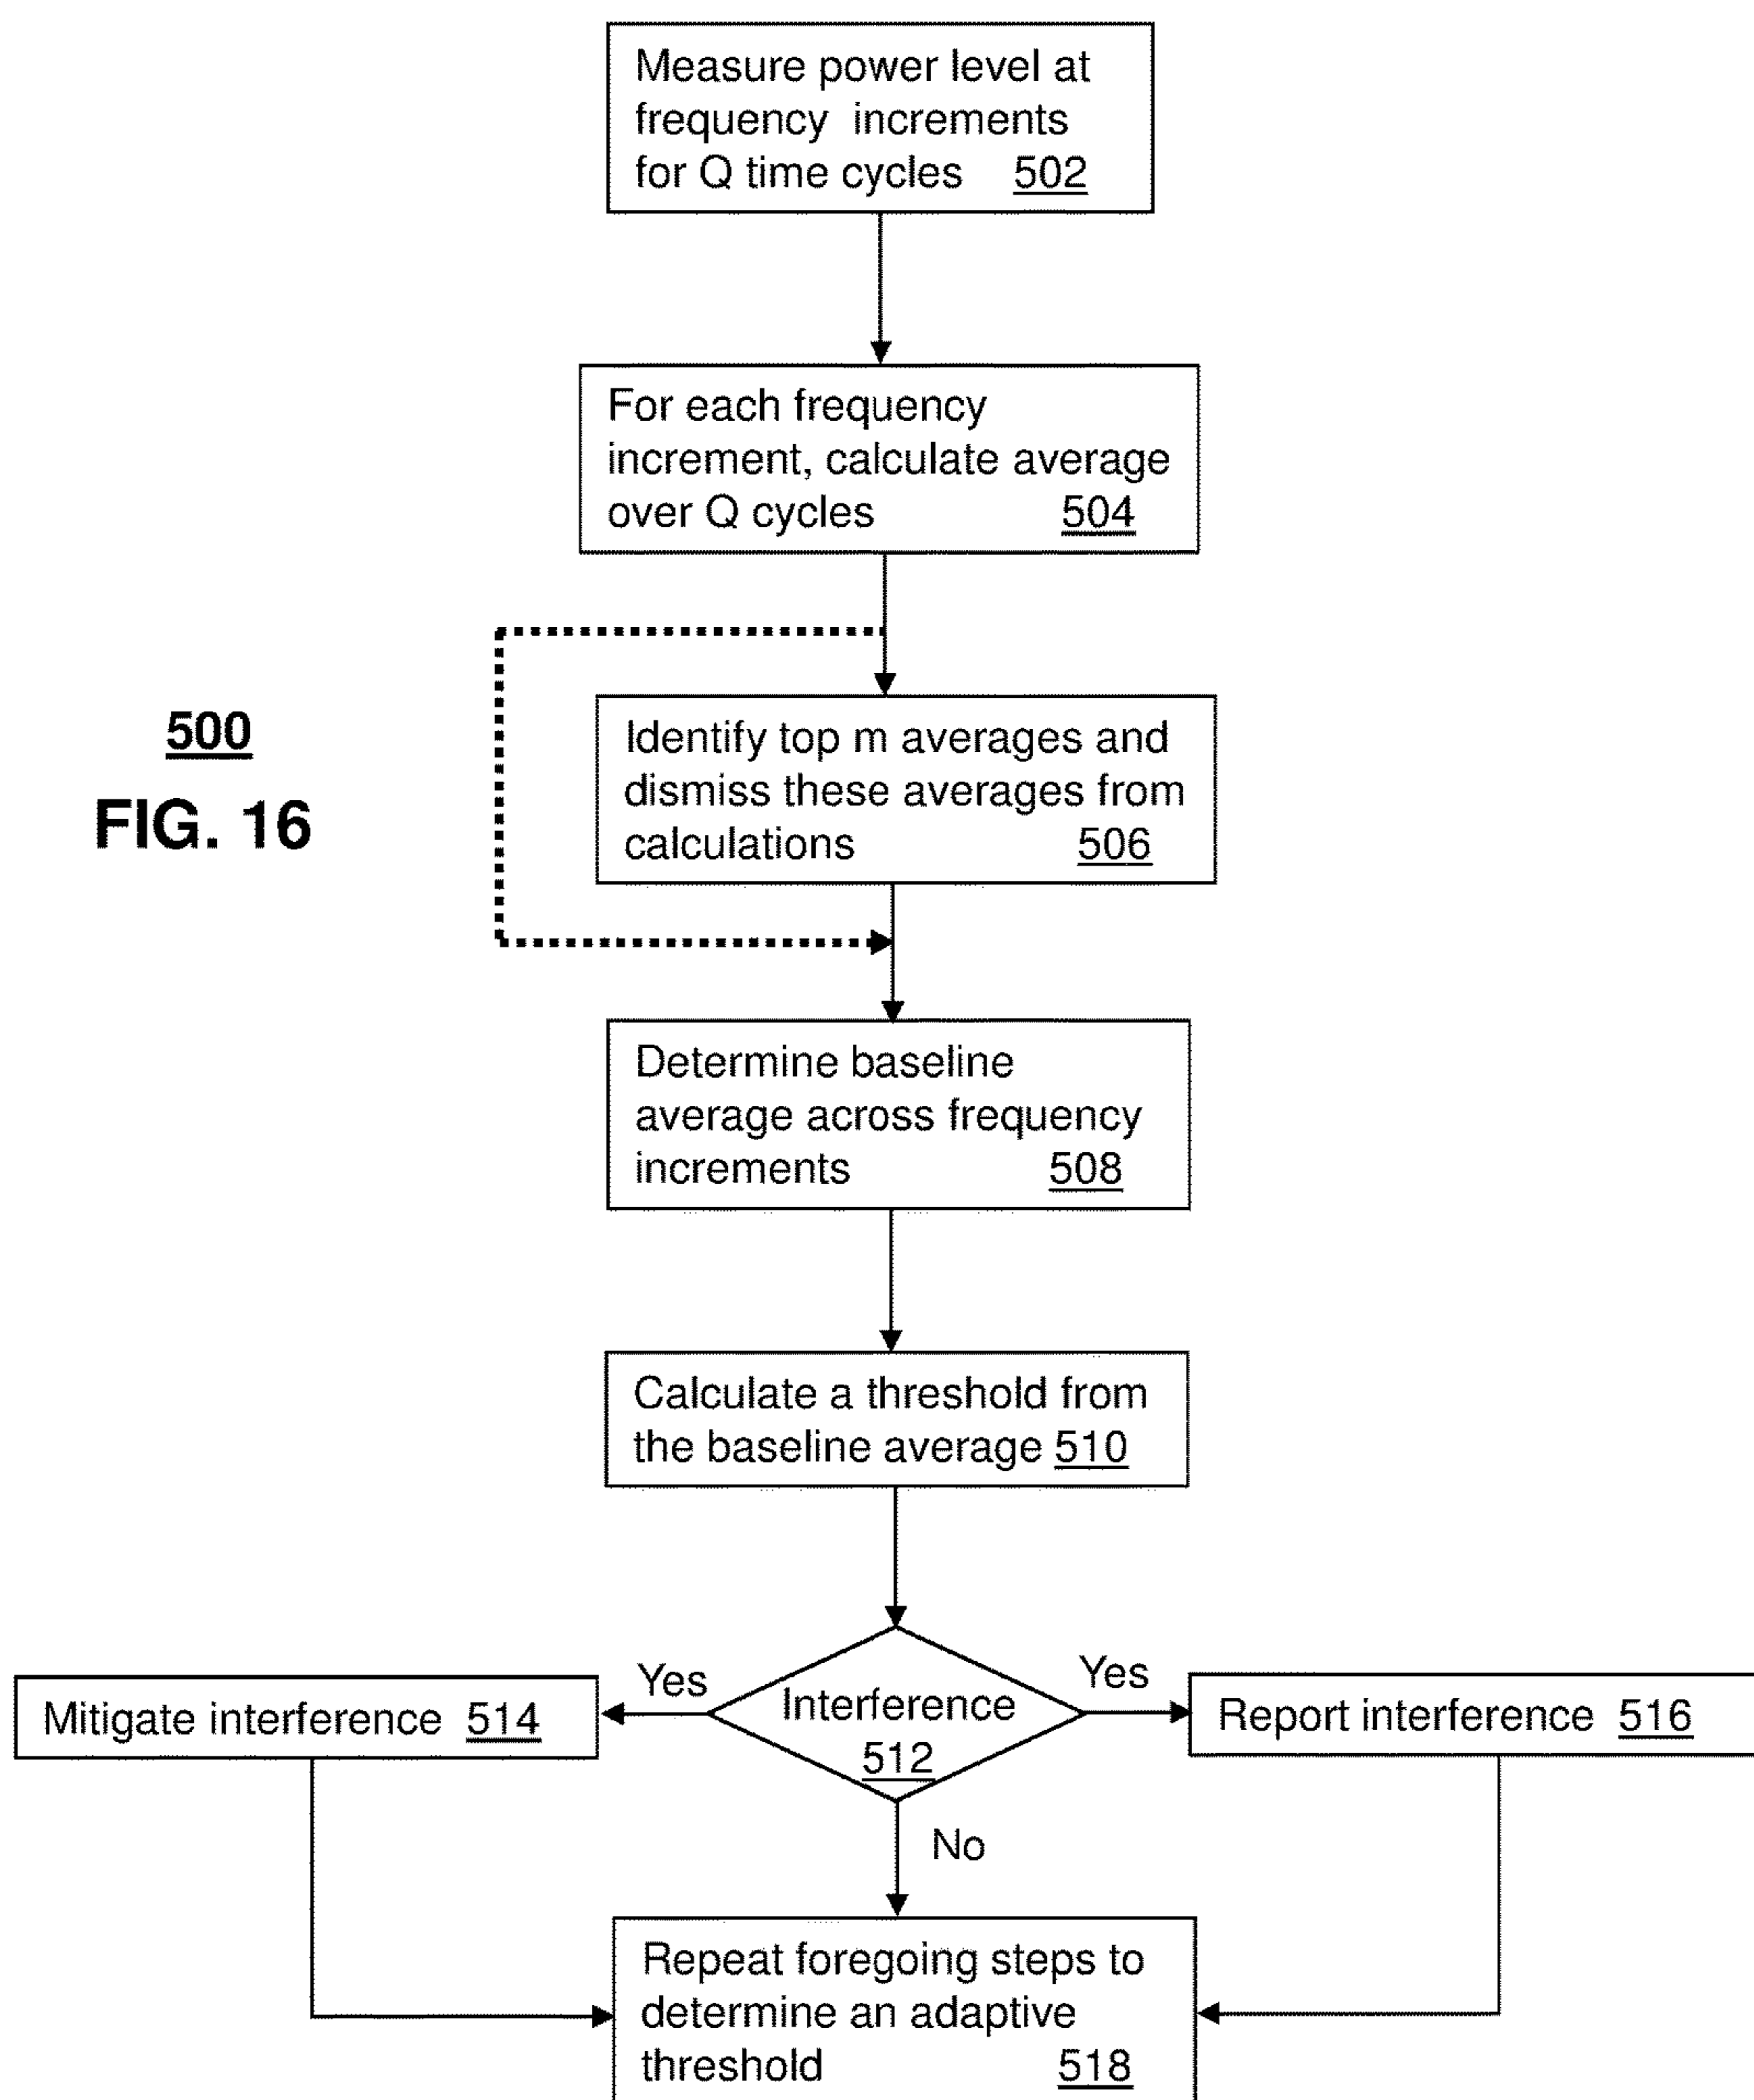 Measure power level at
frequency increments
for Q time cycles 502
For each frequency
increment, calculate average
over Q cycles 504
500
FIG. 16
Identify top m averages and
dismiss these averages from
calculations 506
Determine baseline
average across frequency
increments 508
Calculate a threshold from
the baseline average 510
Yes
Yes
Mitigate interference 514
Interference
512
Report interference 516
No
Repeat foregoing steps to
determine an adaptive
threshold 518